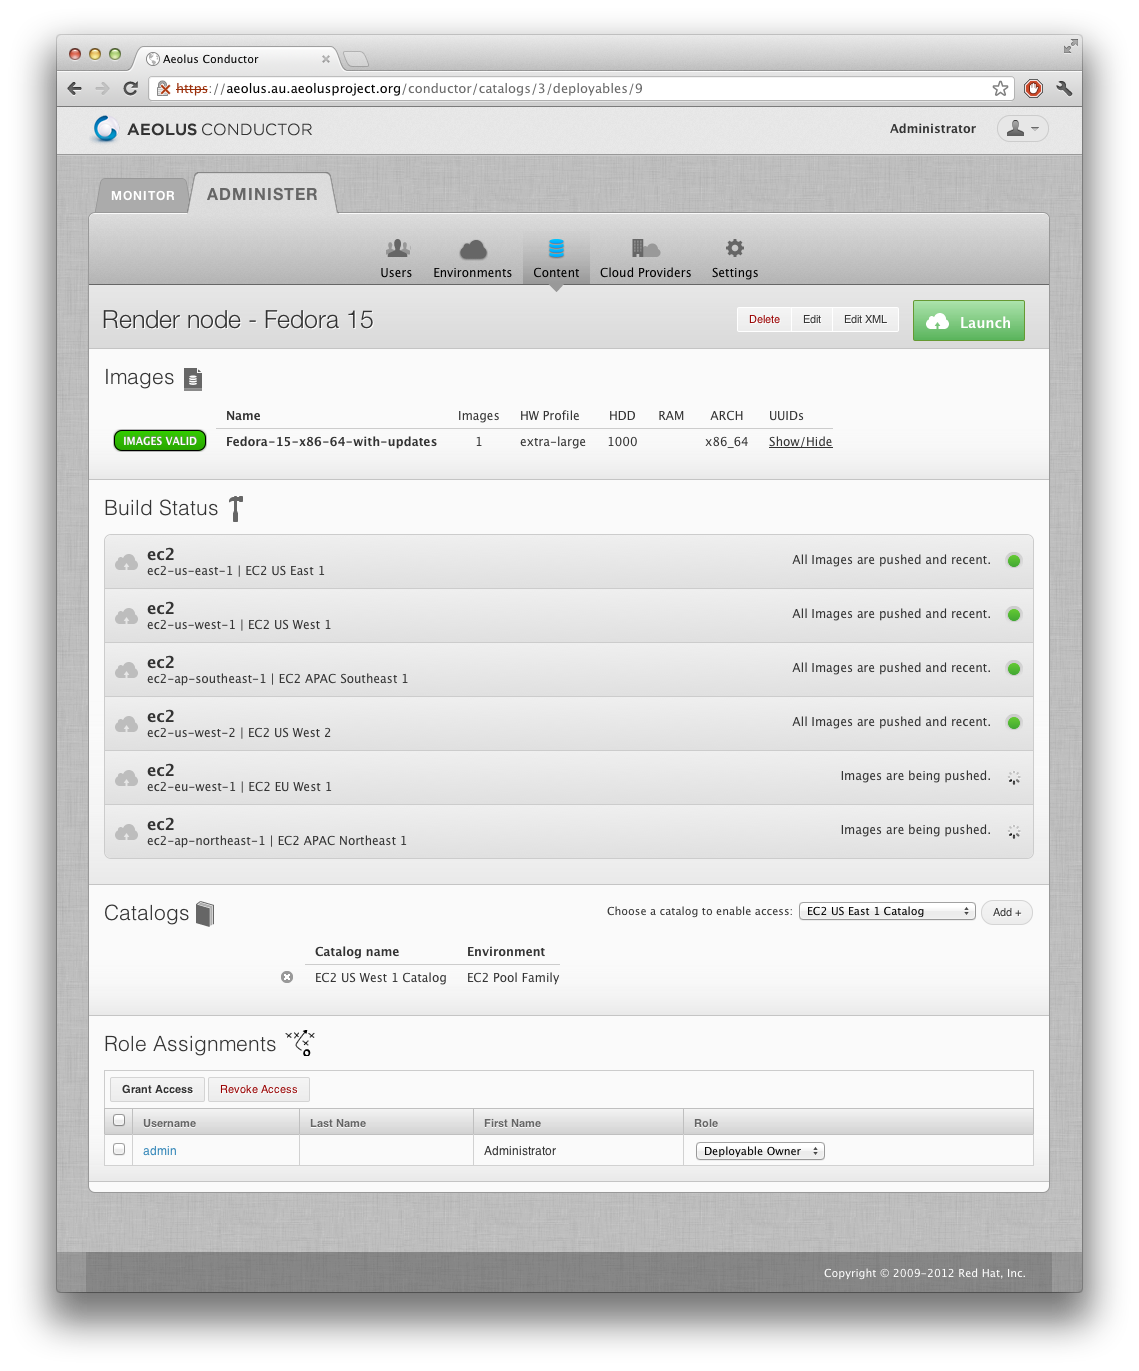 Aeolus Conductor
https://aeolus.au.aeolusproject.org/conductor/catalogs/3/deployables/9
AEOLUS CONDUCTOR
Administrator
MONITOR
ADMINISTER
Users
Environments
Content
Cloud Providers
Settings
Render node - Fedora 15
Delete
Edit
Edit XML
Launch
Images
Name Images HW Profile HDD RAM ARCH UUIDs
IMAGES VALID Fedora-15-x86-64-with-updates 1 extra-large 1000 x86_64 Show/Hide
Build Status
ec2
ec2-us-east-1 | EC2 US East 1
All Images are pushed and recent.
ec2
ec2-us-west-1 | EC2 US West 1
All Images are pushed and recent.
ec2
ec2-ap-southeast-1 | EC2 APAC Southeast 1
All Images are pushed and recent.
ec2
ec2-us-west-2 | EC2 US West 2
All Images are pushed and recent.
ec2
ec2-eu-west-1 | EC2 EU West 1
Images are being pushed.
ec2
ec2-ap-northeast-1 | EC2 APAC Northeast 1
Images are being pushed.
Catalogs
Choose a catalog to enable access: EC2 US East 1 Catalog Add +
Catalog name Environment
EC2 US West 1 Catalog EC2 Pool Family
Role Assignments
Grant Access Revoke Access
Username Last Name First Name Role
admin Administrator Deployable Owner
Copyright © 2009-2012 Red Hat, Inc.